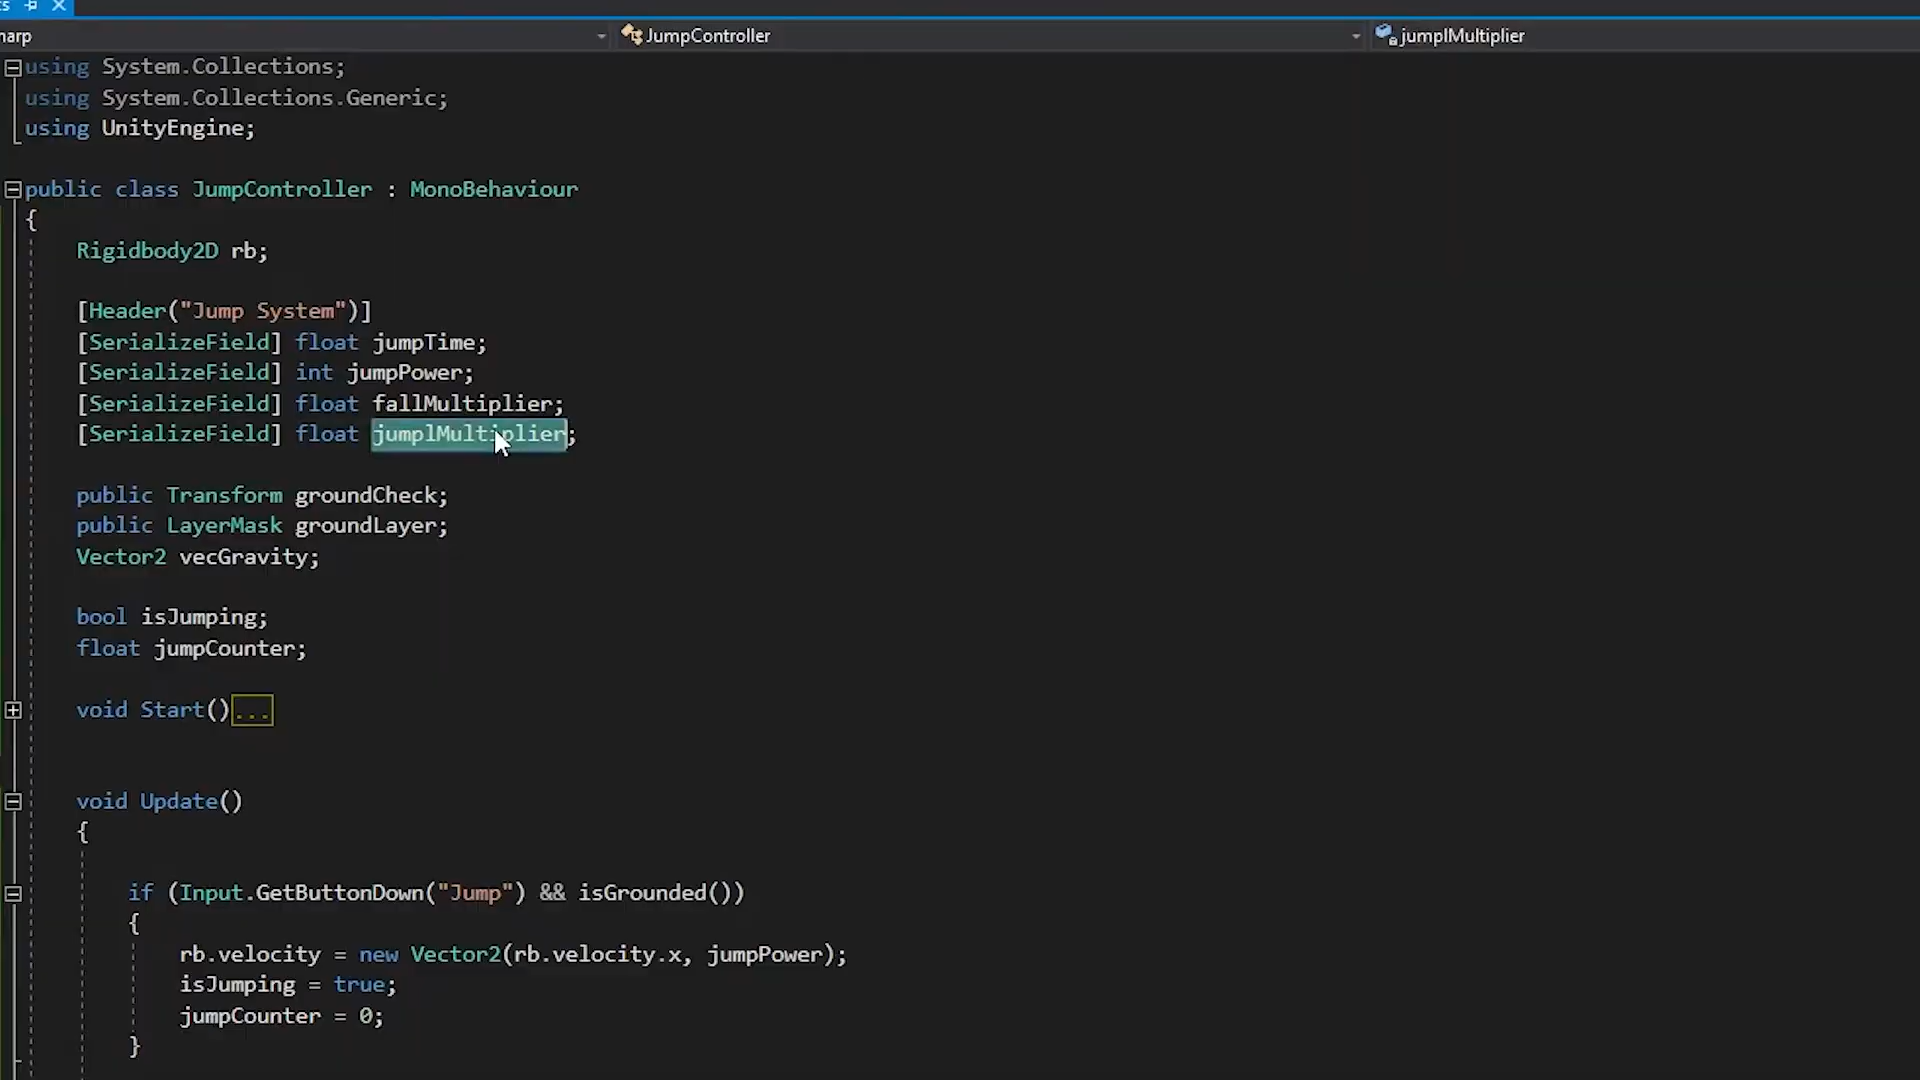 JumpController
jumplMultiplier
using System.Collections;
using System.Collections.Generic;
using UnityEngine;
public class JumpController : MonoBehaviour
{
Rigidbody2D rb;
[Header("Jump System")]
[SerializeField] float jumpTime;
[SerializeField] int jumpPower;
[SerializeField] float fallMultiplier;
[SerializeField] float jumplMultiplier;
public Transform groundCheck;
public LayerMask groundLayer;
Vector2 vecGravity;
bool isJumping;
float jumpCounter;
void Start()...
void Update()
{
if (Input.GetButtonDown("Jump") && isGrounded())
{
rb.velocity = new Vector2(rb.velocity.x, jumpPower);
isJumping = true;
jumpCounter = 0;
}